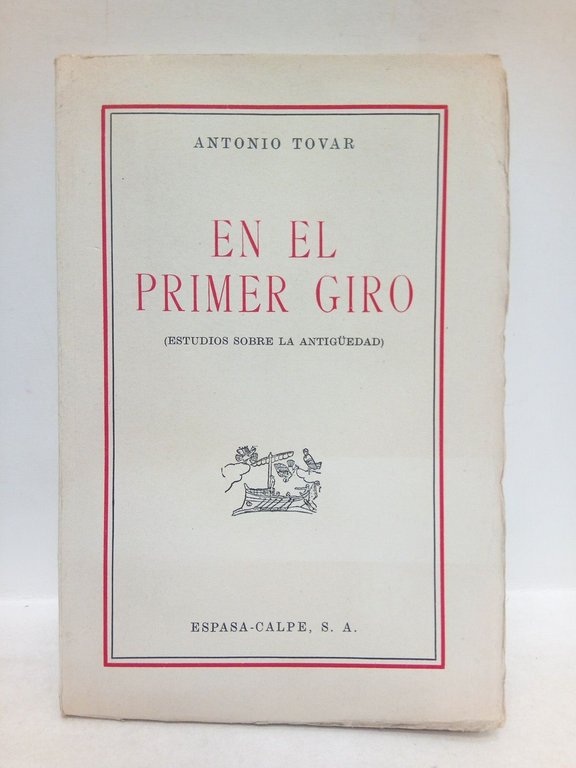 ANTONIO TOVAR
EN EL
PRIMER GIRO
(ESTUDIOS SOBRE LA ANTIGÜEDAD)
ESPASA-CALPE, S. A.